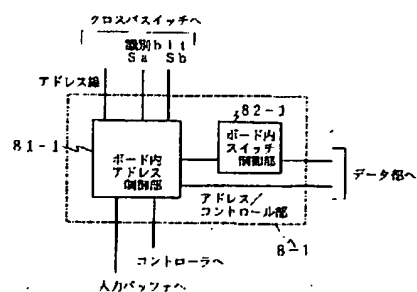 クロスバスイッチへ
識別bit
Sa Sb
アドレス線
82-1
81-1
ボード内
スイッチ
制御部
ボード内
アドレス
制御部
データ部へ
アドレス/
コントロール部
8-1
コントローラへ
入力バッファへ